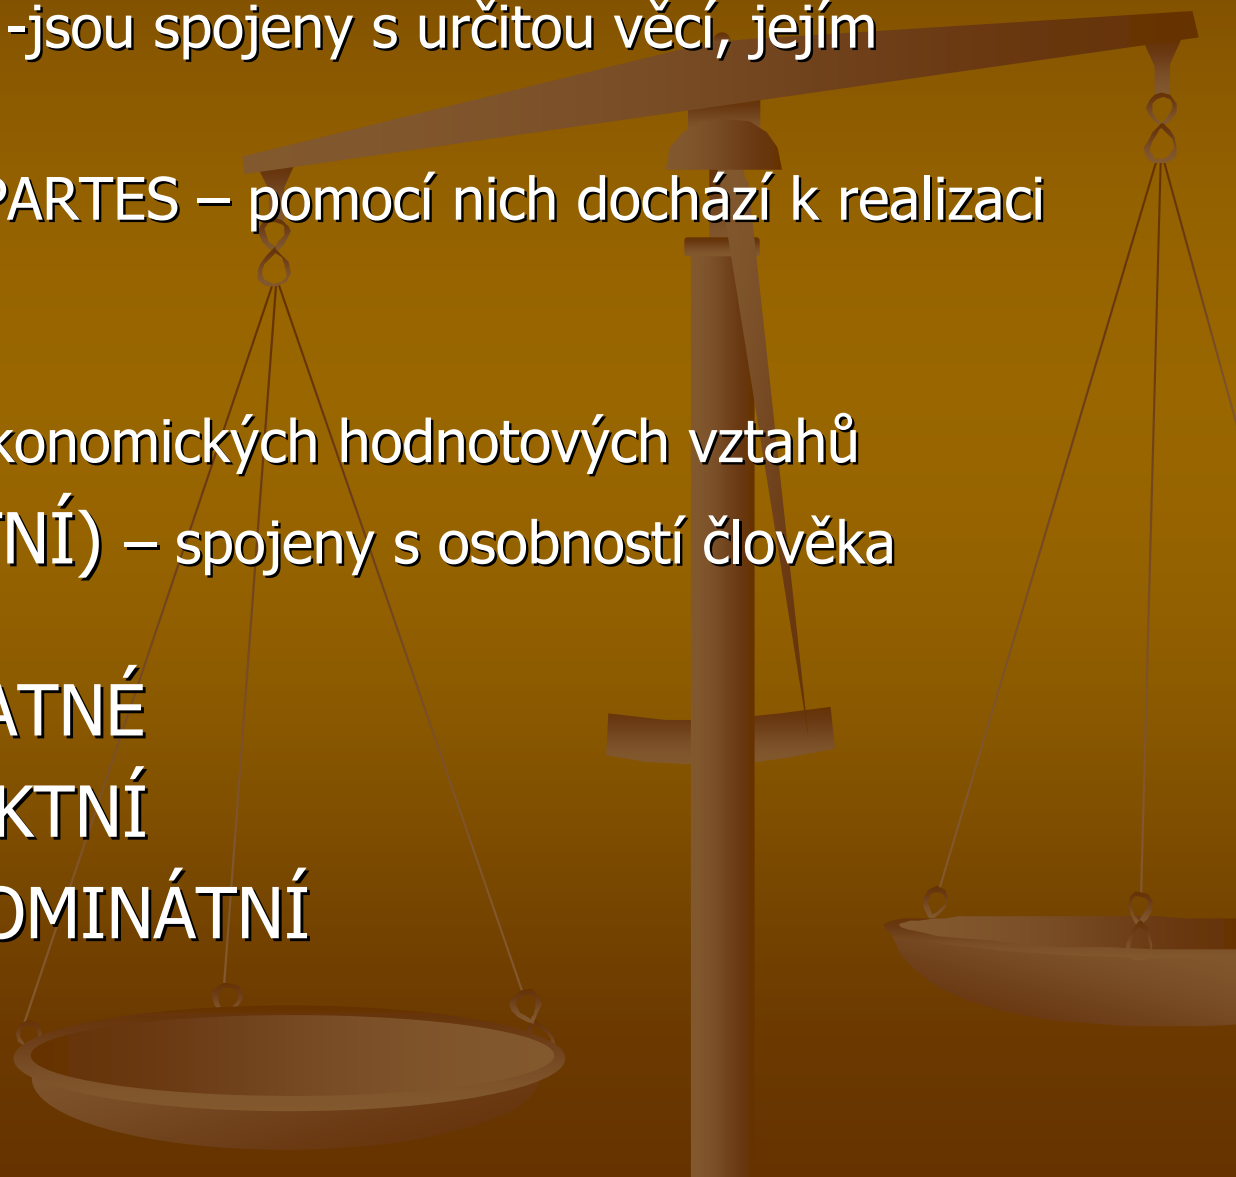 -jsou spojeny s určitou věcí, jejím
PARTES – pomocí nich dochází k realizaci
konomických hodnotových vztahů
TNÍ) – spojeny s osobností člověka
ATNÉ
KTNÍ
OMINÁTNÍ